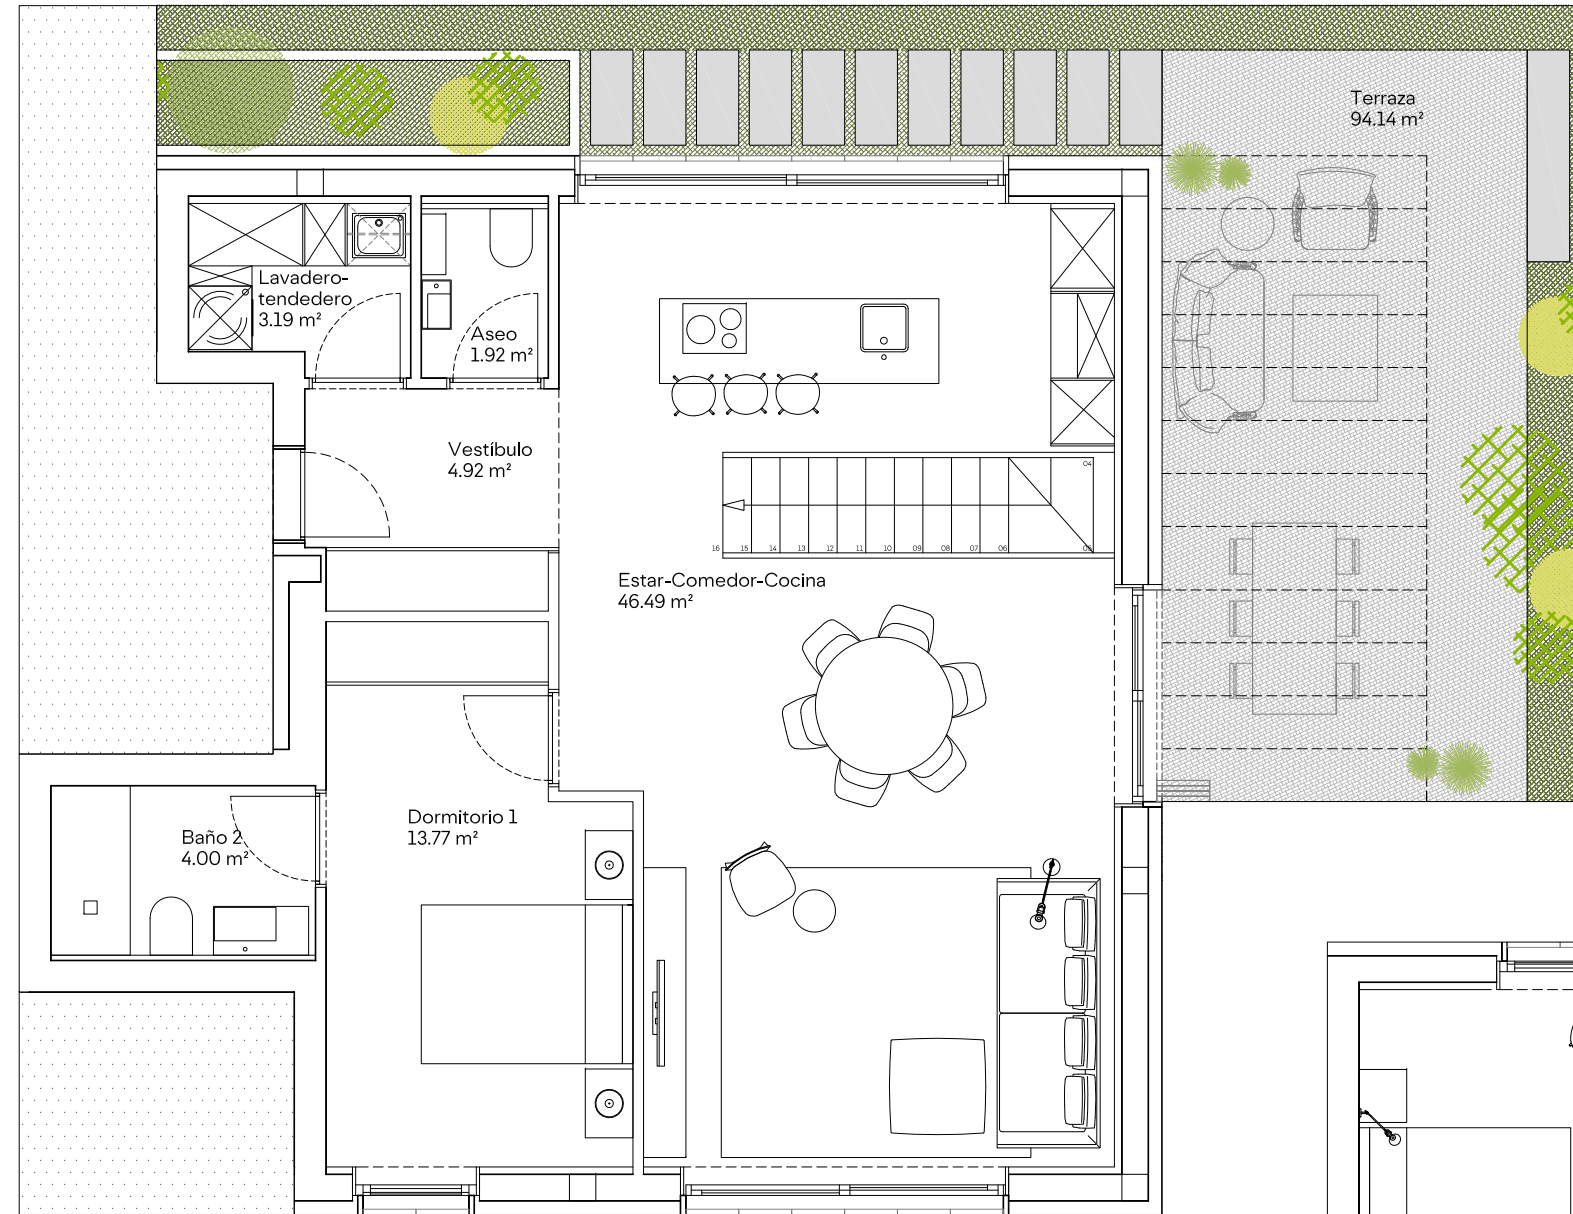 Terraza
94.14 m²
Lavadero-
tendedero
3.19 m²
Aseo
1.92 m²
Vestíbulo
4.92 m²
04
16
15
14
13
12
11
10
09
08
07
06
05
Estar-Comedor-Cocina
46.49 m²
Dormitorio 1
13.77 m²
Baño 2
4.00 m²